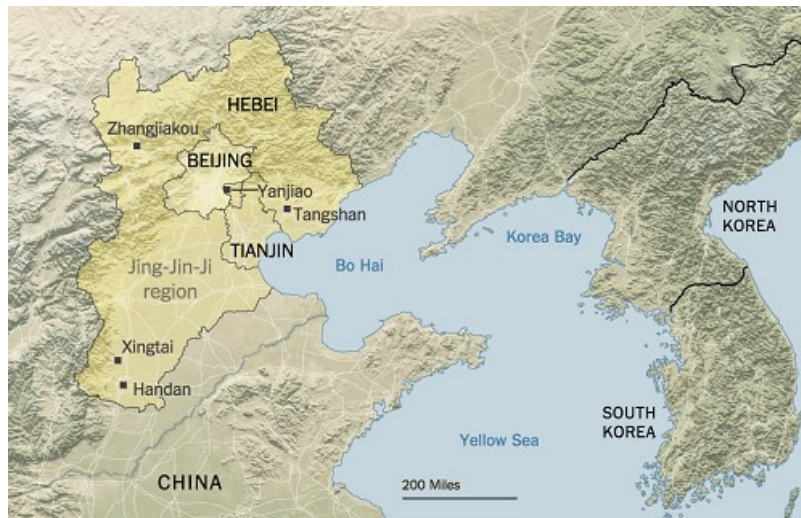 HEBEI
Zhangjiakou
BEIJING
Yanjiao
Tangshan
TIANJIN
Jing-Jin-Ji
region
Bo Hai
Korea Bay
NORTH
KOREA
Xingtai
Handan
SOUTH
KOREA
Yellow Sea
CHINA
200 Miles